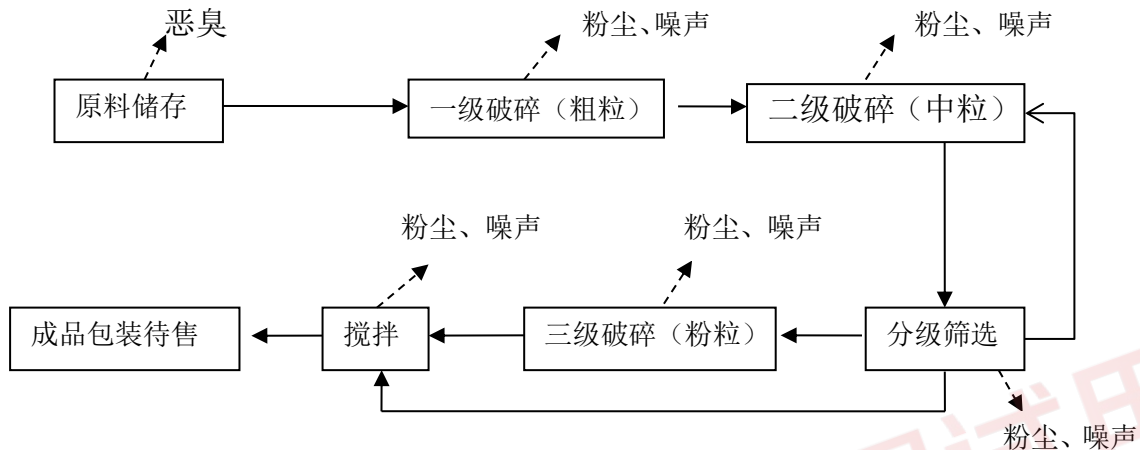 恶臭
粉尘、噪声
粉尘、噪声
原料储存
一级破碎（粗粒）
二级破碎（中粒）
粉尘、噪声
粉尘、噪声
成品包装待售
搅拌
三级破碎（粉粒）
分级筛选
粉尘、噪声